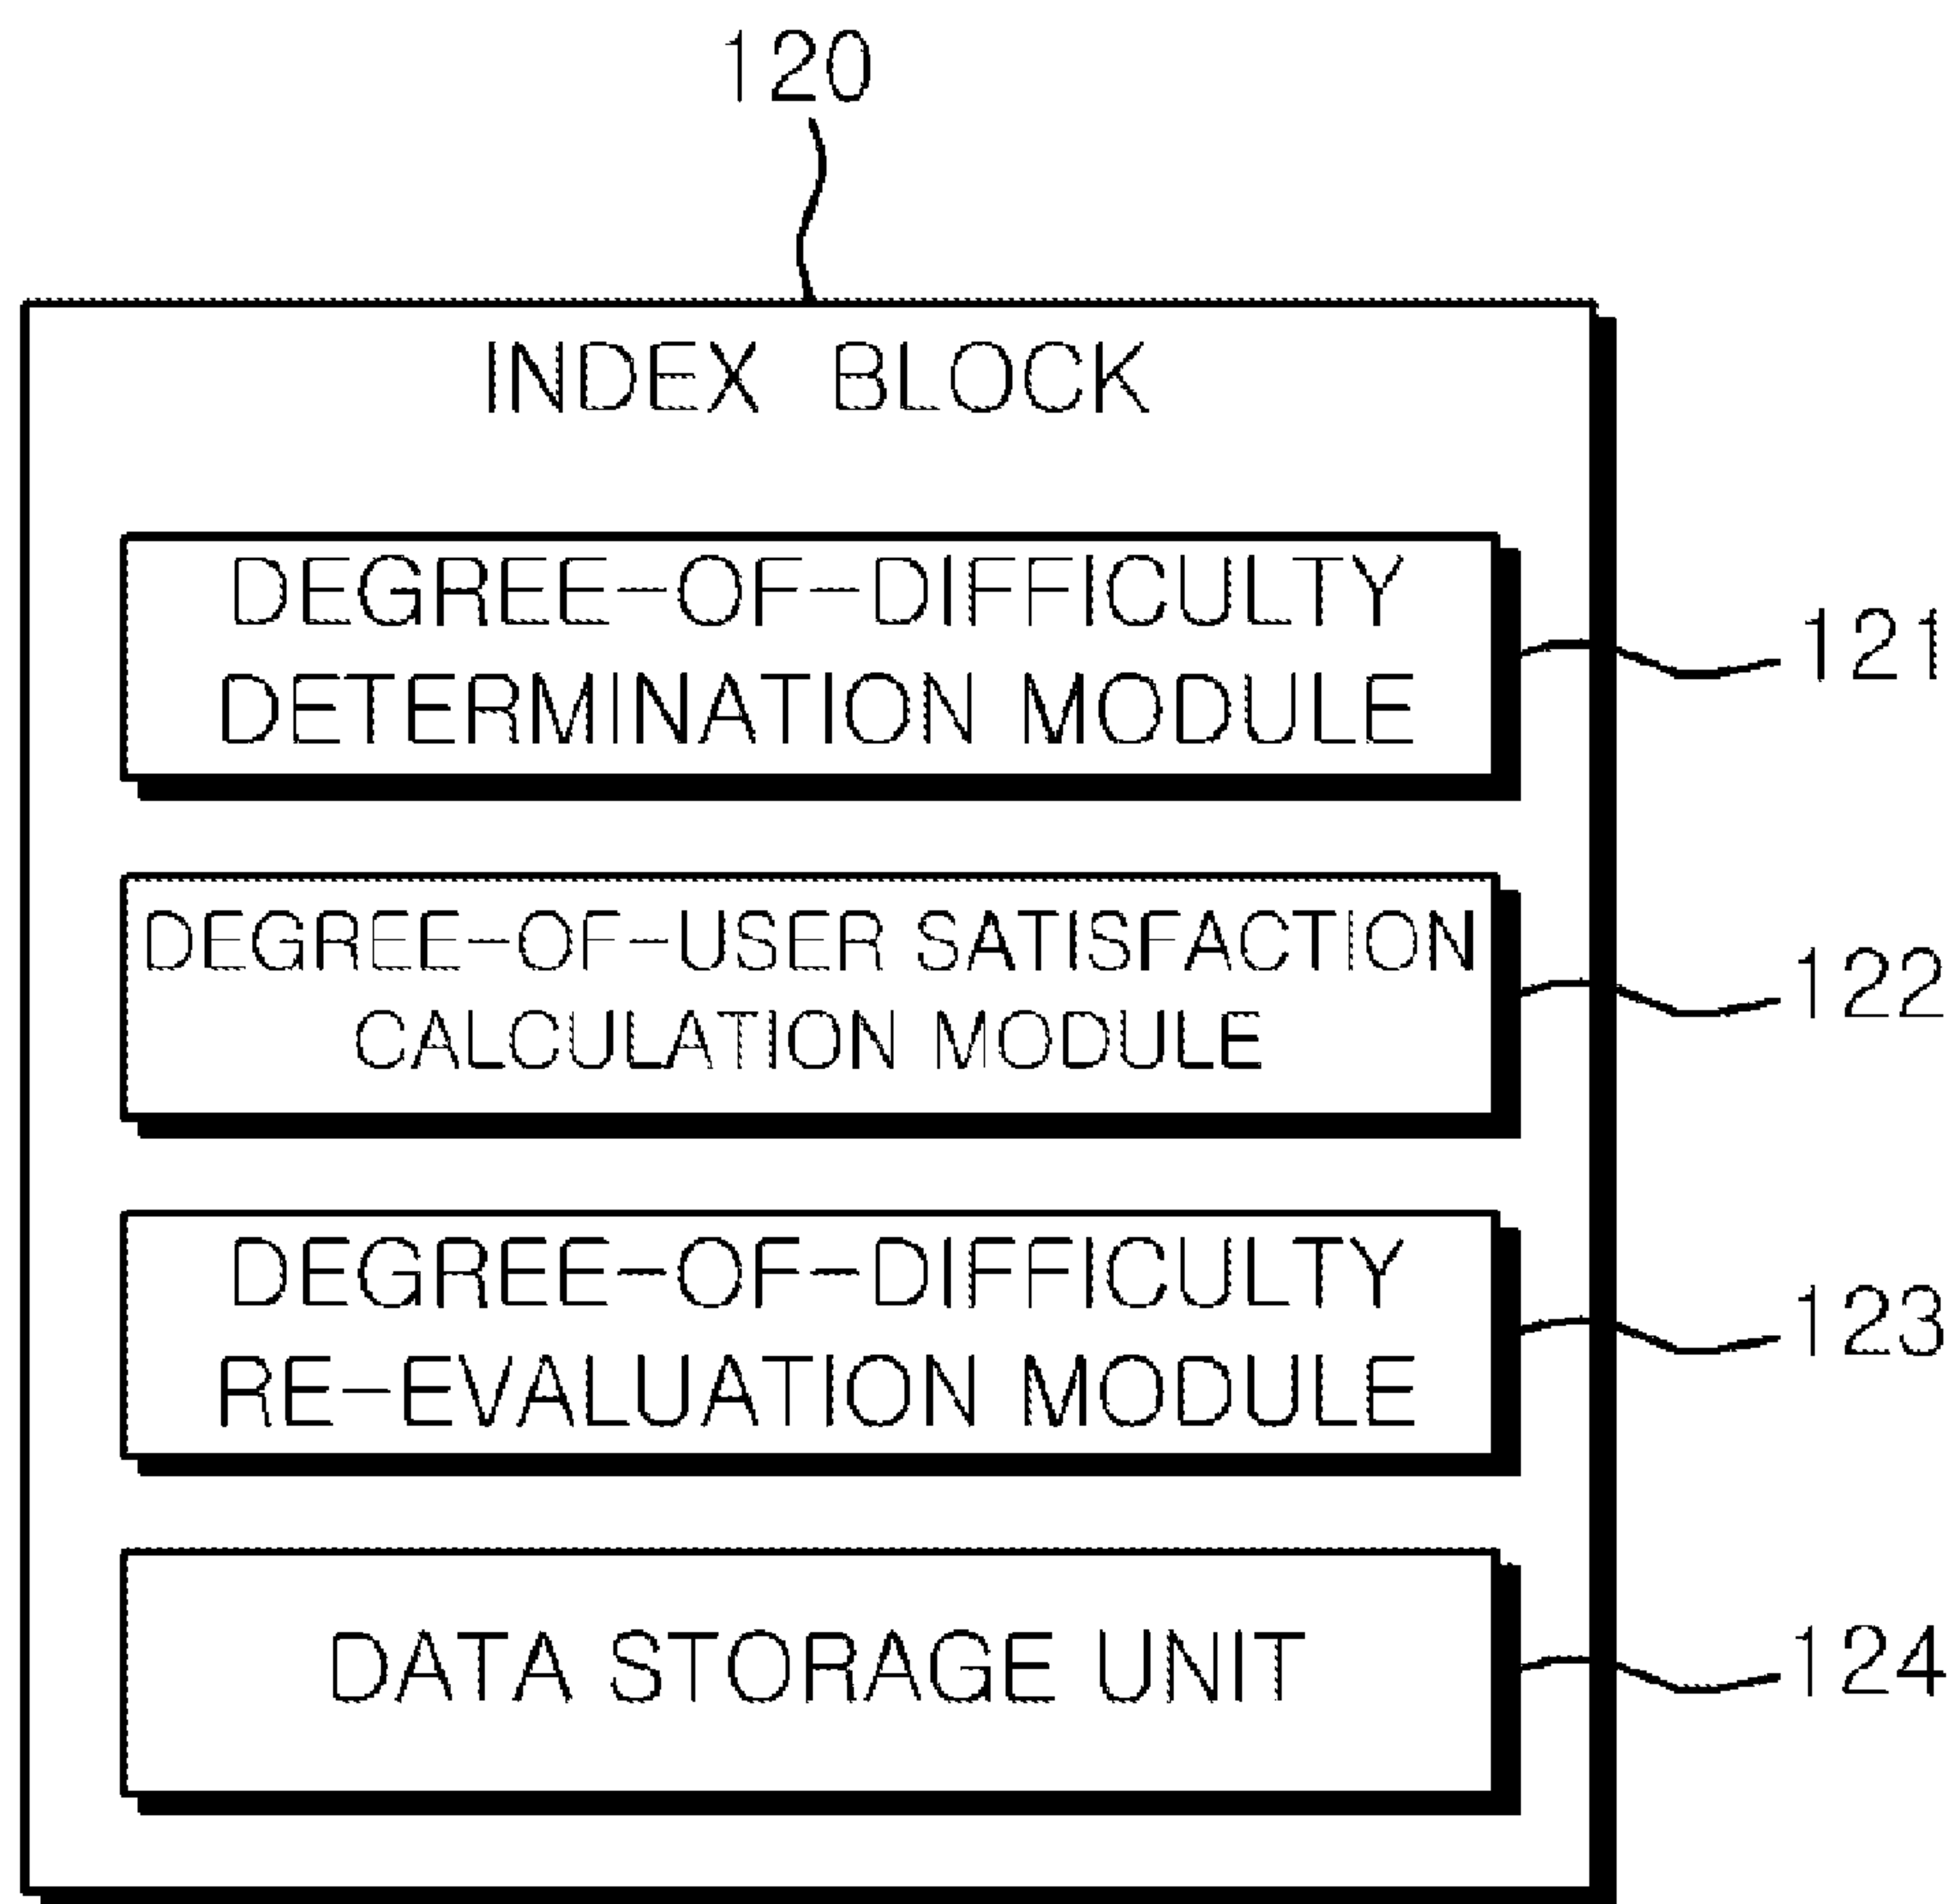 120
INDEX BLOCK
DEGREE-OF-DIFFICULTY
DETERMINATION MODULE
121
DEGREE-OF-USER SATISFACTION
CALCULATION MODULE
122
DEGREE-OF-DIFFICULTY
RE-EVALUATION MODULE
123
DATA STORAGE UNIT
124